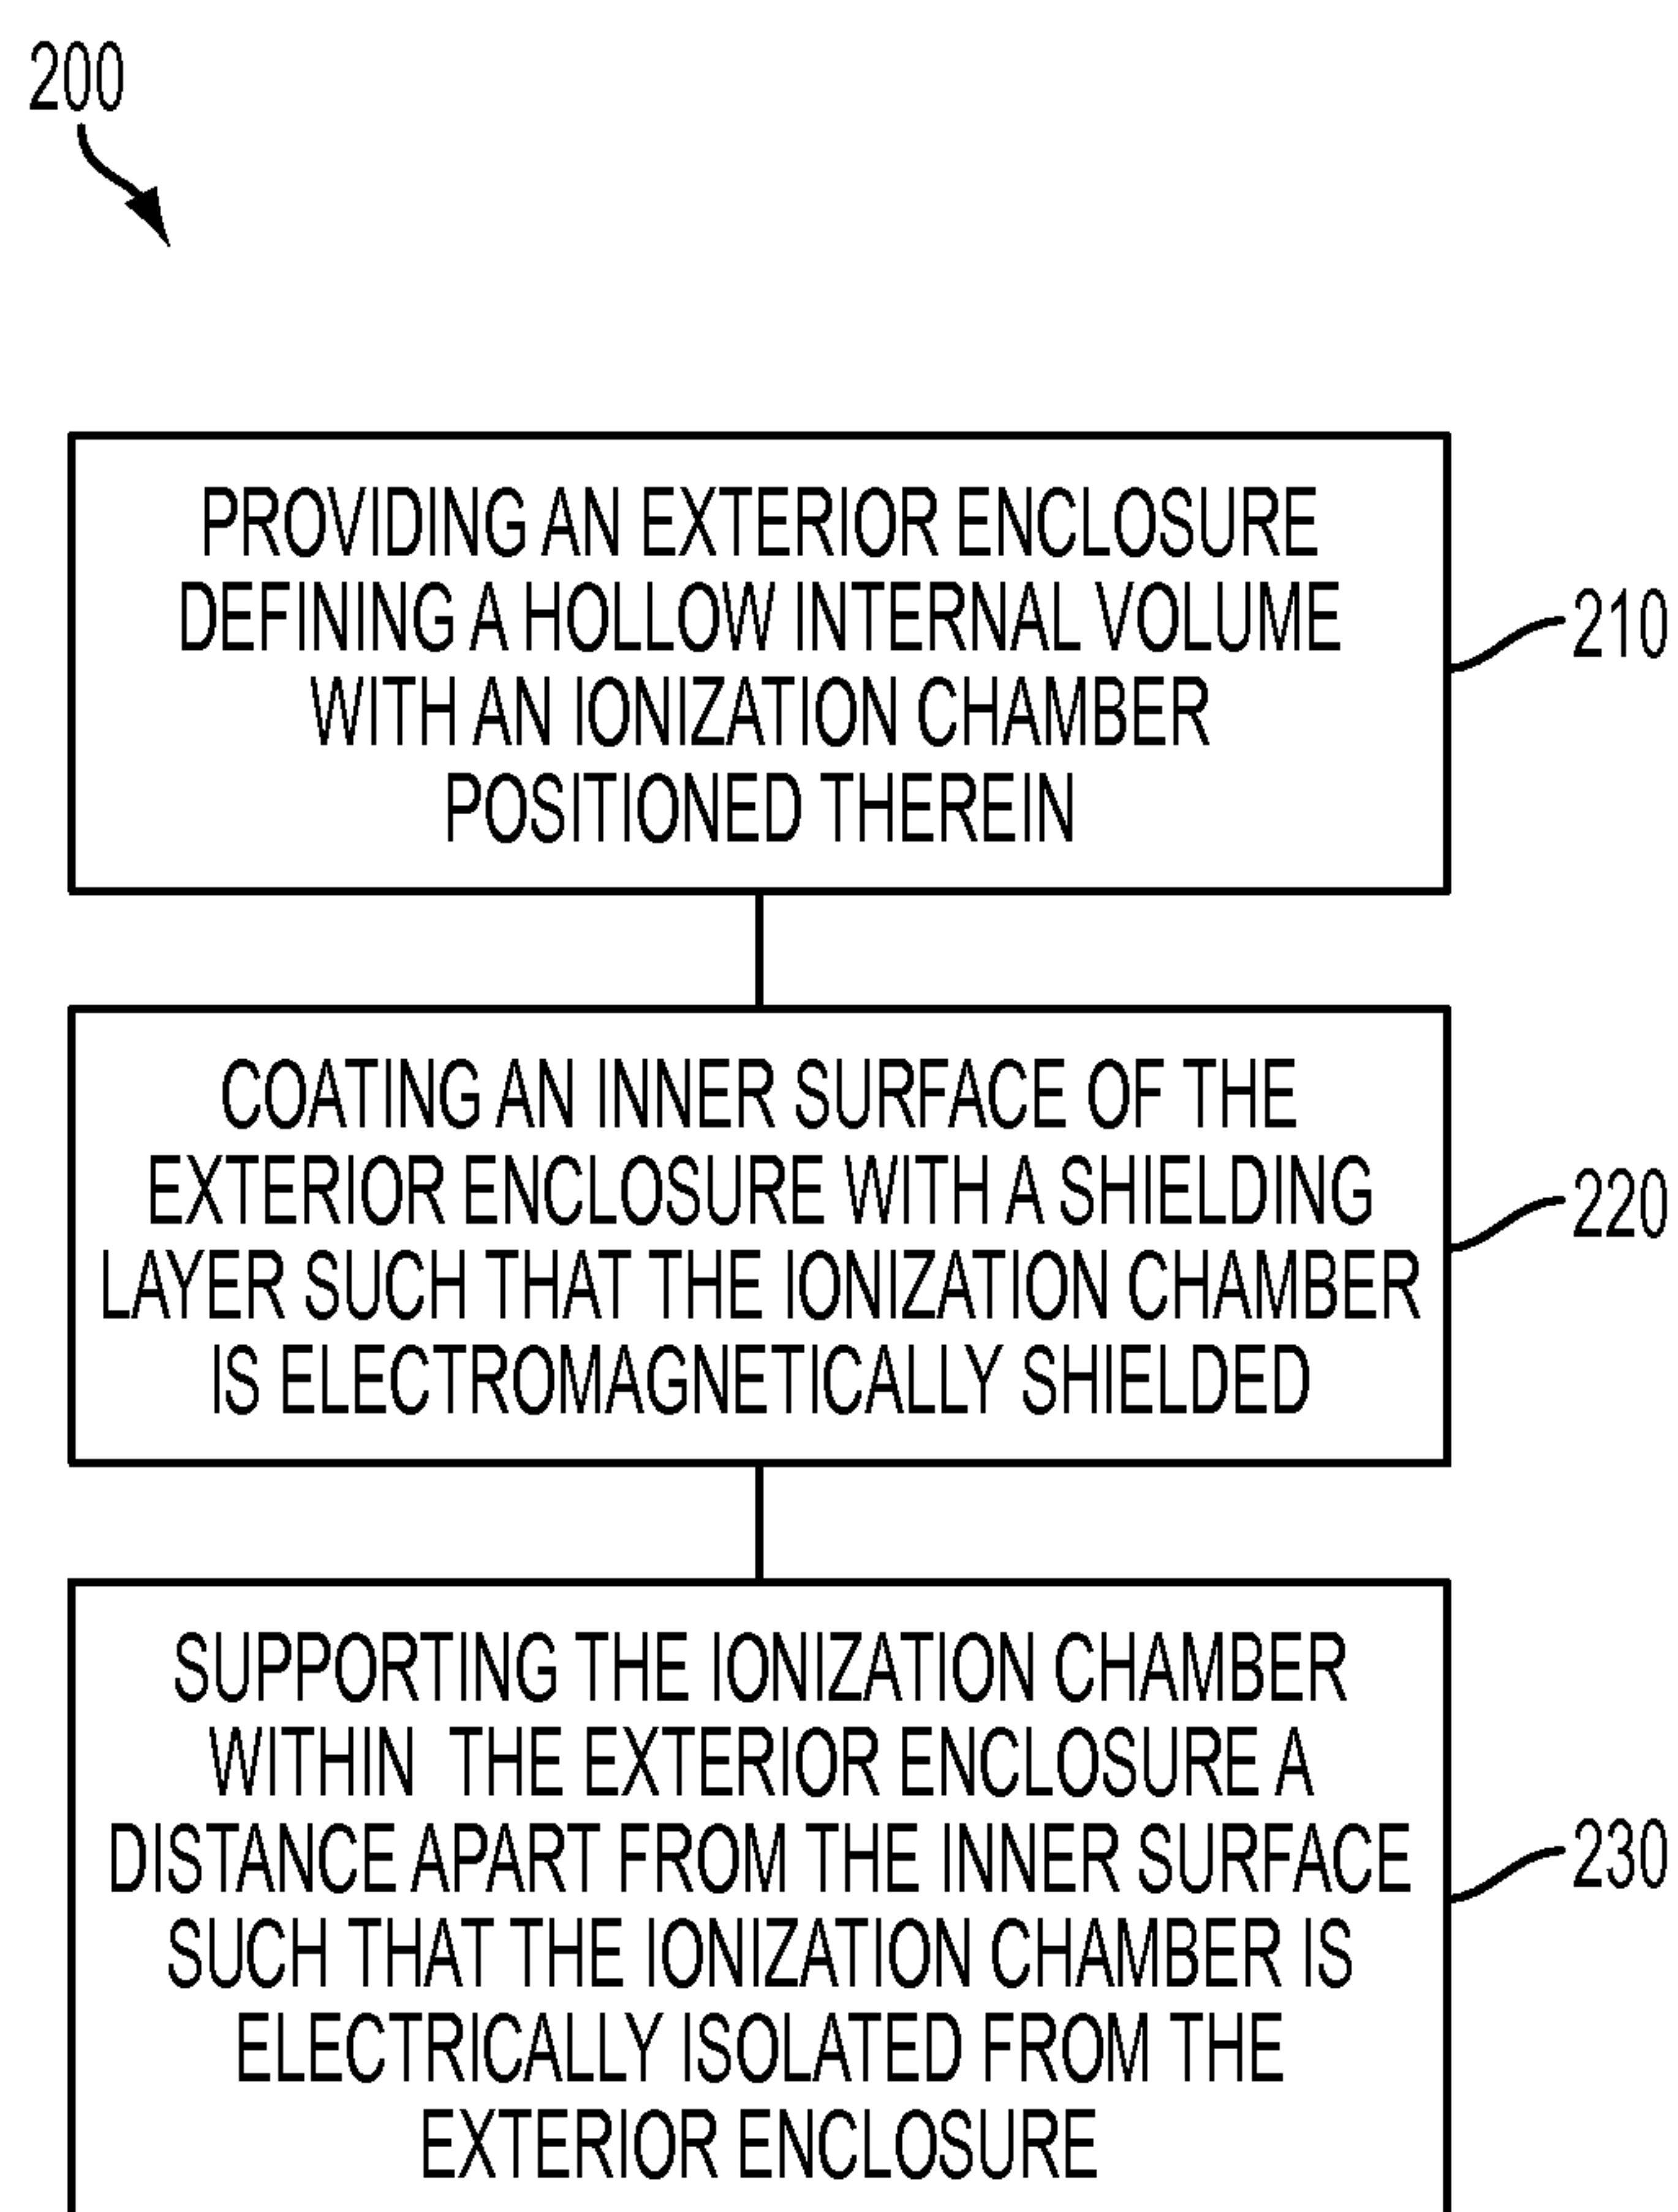 200
PROVIDING AN EXTERIOR ENCLOSURE
DEFINING A HOLLOW INTERNAL VOLUME
WITH AN IONIZATION CHAMBER
POSITIONED THEREIN
210
COATING AN INNER SURFACE OF THE
EXTERIOR ENCLOSURE WITH A SHIELDING
LAYER SUCH THAT THE IONIZATION CHAMBER
IS ELECTROMAGNETICALLY SHIELDED
220
SUPPORTING THE IONIZATION CHAMBER
WITHIN THE EXTERIOR ENCLOSURE A
DISTANCE APART FROM THE INNER SURFACE
SUCH THAT THE IONIZATION CHAMBER IS
ELECTRICALLY ISOLATED FROM THE
EXTERIOR ENCLOSURE
230